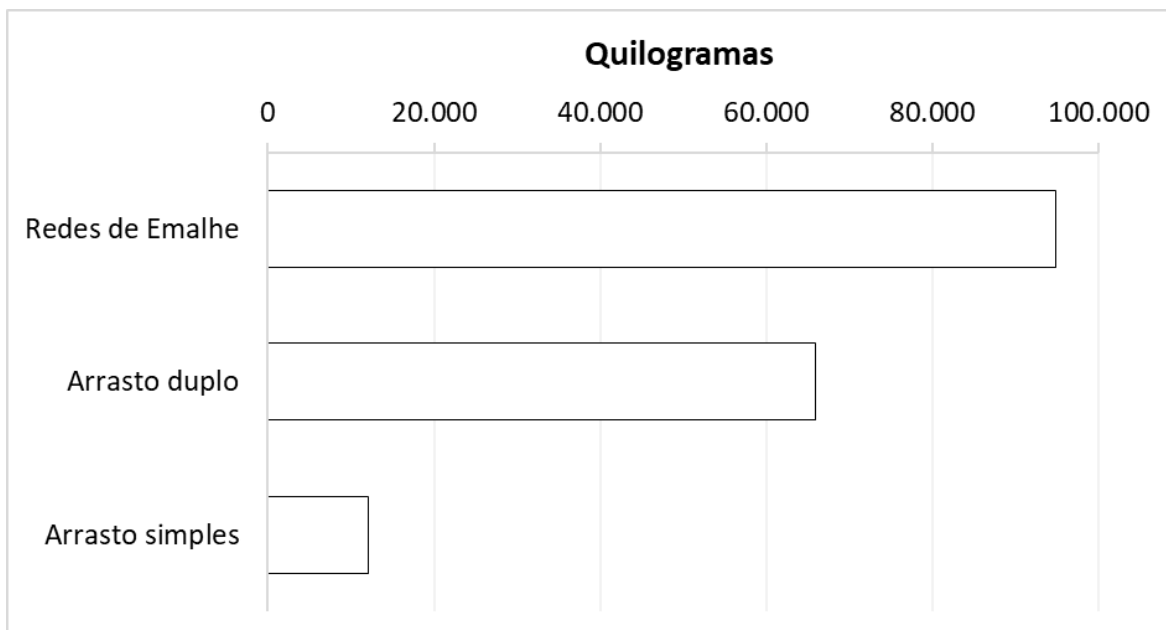 Quilogramas
0 20.000 40.000 60.000 80.000 100.000
Redes de Emalhe
Arrasto duplo
Arrasto simples